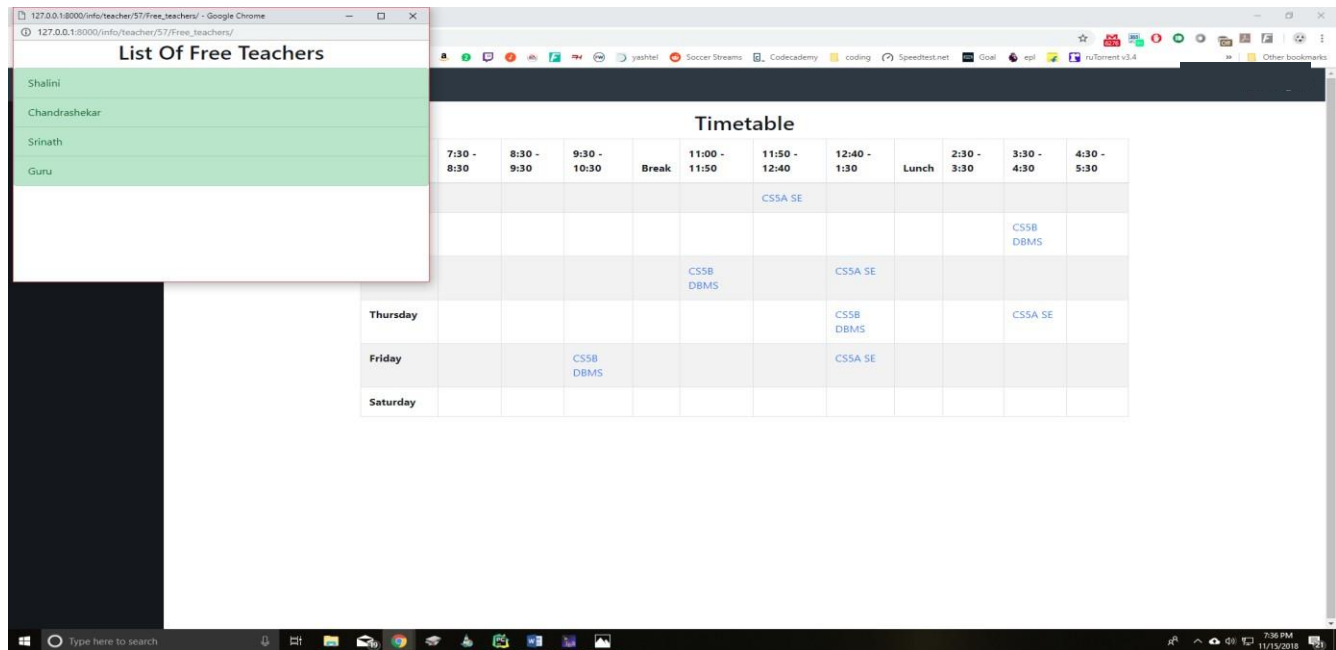 127.0.0.1:8000/info/teacher/57/Free_teachers/ - Google Chrome
127.0.0.1:8000/info/teacher/57/Free_teachers/
List Of Free Teachers
Shalini
Chandrashekar
Srinath
Guru
yashtel Soccer Streams Codecademy coding Speedtest.net Goal epl ruTorrent v3.4 Other bookmarks
Timetable
7:30 - 8:30 - 9:30 - 11:00 - 11:50 - 12:40 - 2:30 - 3:30 - 4:30 -
8:30 9:30 10:30 Break 11:50 12:40 1:30 Lunch 3:30 4:30 5:30
CS5A SE
CS5B
DBMS
CS5B CS5A SE
DBMS
Thursday CS5B CS5A SE
DBMS
Friday CS5B CS5A SE
DBMS
Saturday
Type here to search
7:36 PM
11/15/2018